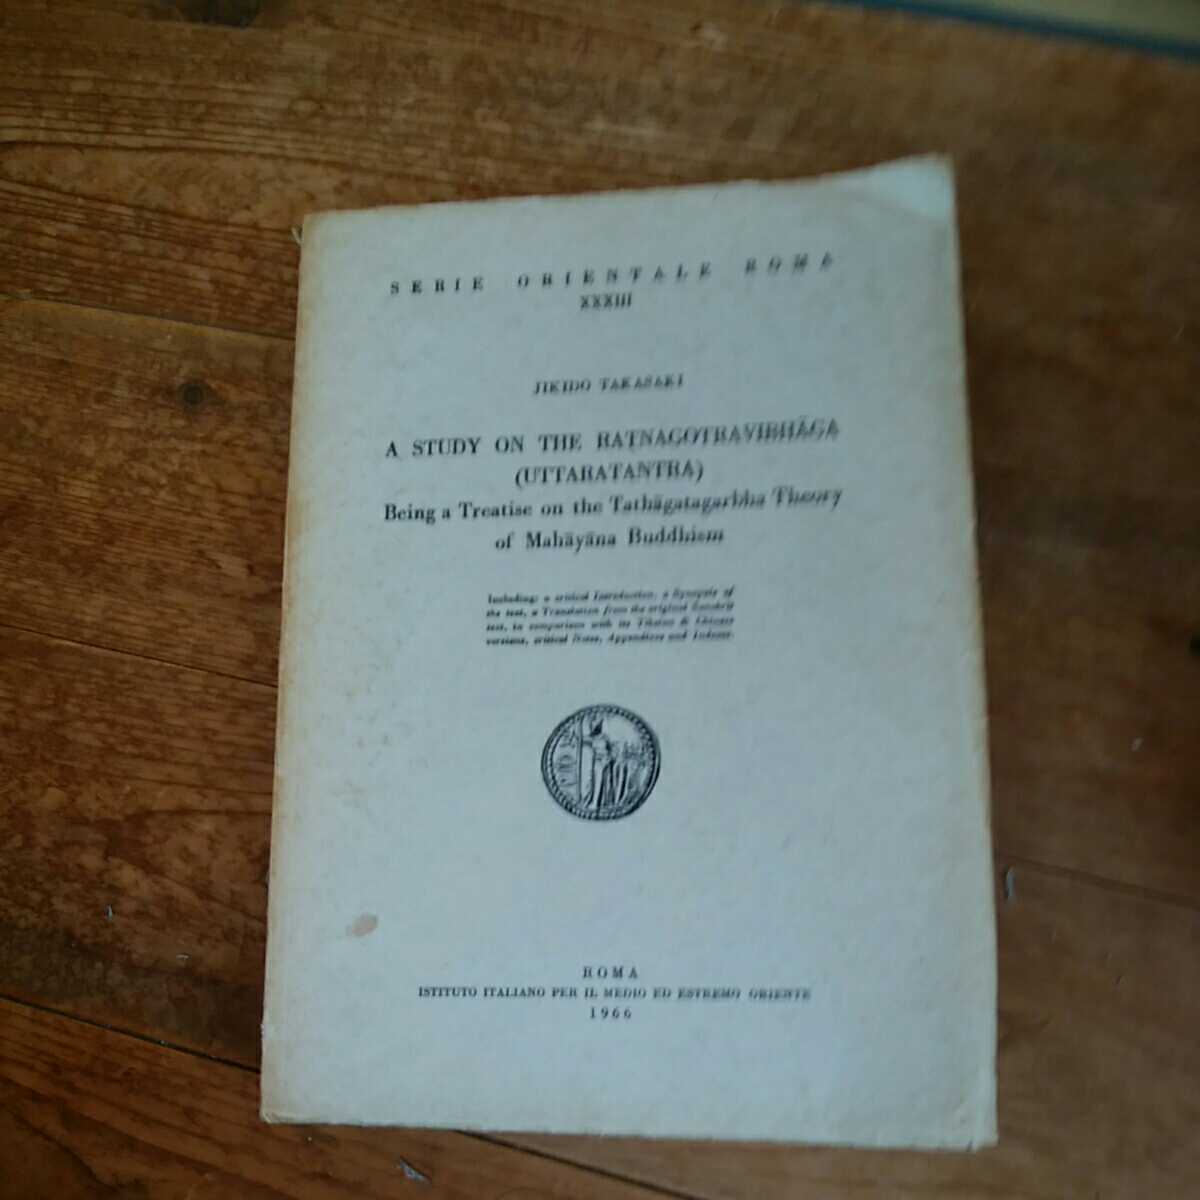 SERIE ORIENTALE ROMA
XXXIII
JIKIDO TAKASAKI
A STUDY ON THE RATNAGOTRAVIBHĀGA
(UTTARATANTRA)
Being a Treatise on the Tathāgatagarbha Theory
of Mahāyāna Buddhism
Including: a critical Introduction, a Synopsis of
the text, a Translation from the original Sanskrit
text, in comparison with its Tibetan & Chinese
versions, critical Notes, Appendices and Indexes.
ROMA
ISTITUTO ITALIANO PER IL MEDIO ED ESTREMO ORIENTE
1966